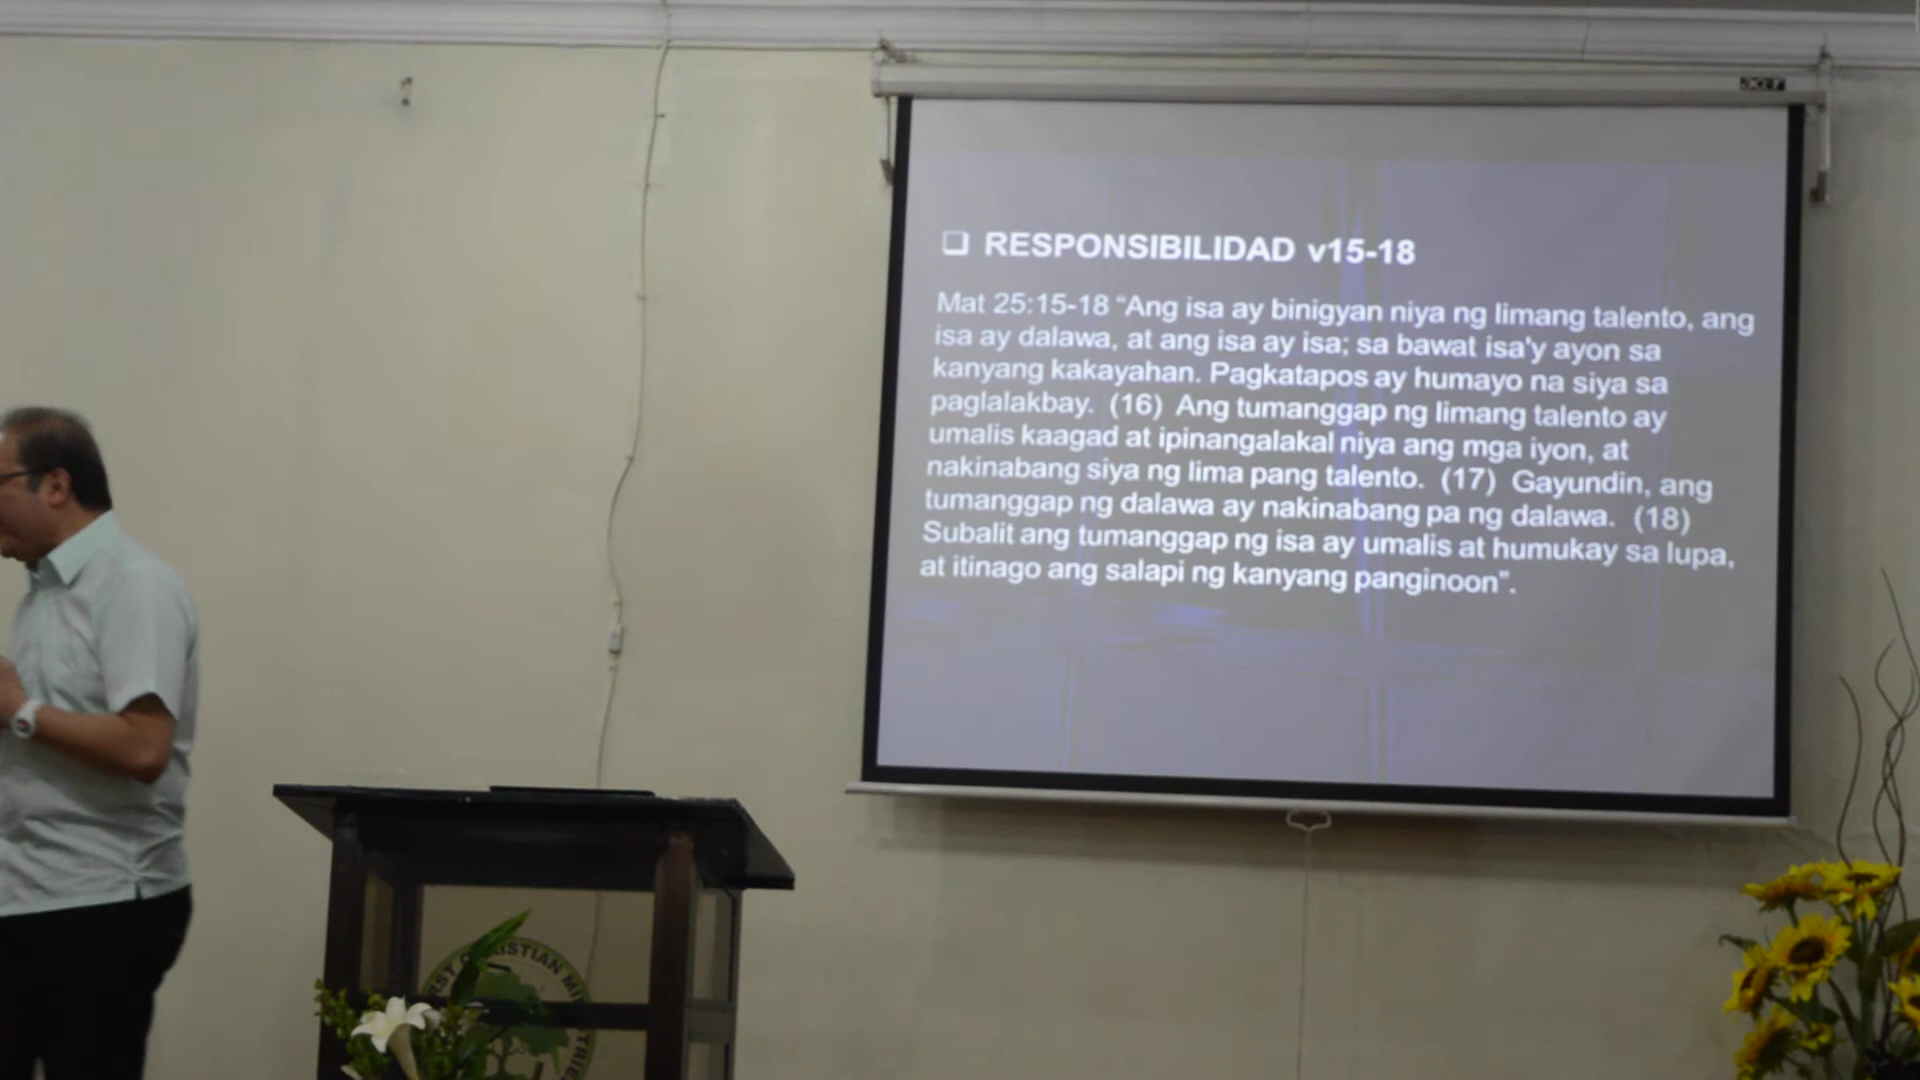 acer
❑ RESPONSIBILIDAD v15-18
Mat 25:15-18 “Ang isa ay binigyan niya ng limang talento, ang
isa ay dalawa, at ang isa ay isa; sa bawat isa'y ayon sa
kanyang kakayahan. Pagkatapos ay humayo na siya sa
paglalakbay. (16) Ang tumanggap ng limang talento ay
umalis kaagad at ipinangalakal niya ang mga iyon, at
nakinabang siya ng lima pang talento. (17) Gayundin, ang
tumanggap ng dalawa ay nakinabang pa ng dalawa. (18)
Subalit ang tumanggap ng isa ay umalis at humukay sa lupa,
at itinago ang salapi ng kanyang panginoon”.